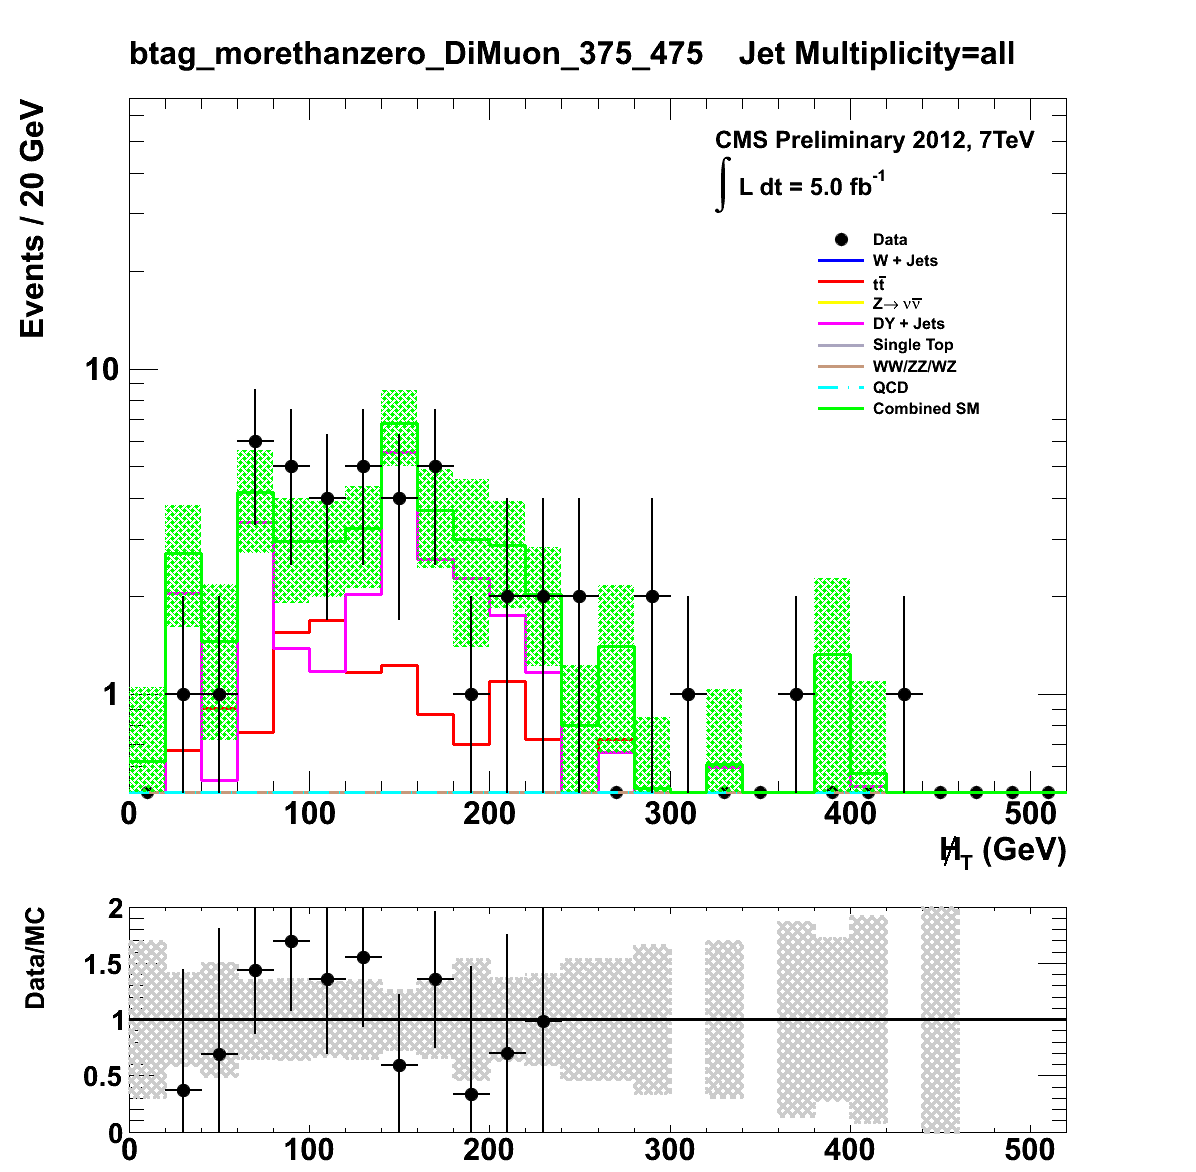 btag_morethanzero_DiMuon_375_475 Jet Multiplicity=all
Events / 20 GeV
CMS Preliminary 2012, 7TeV
∫ L dt = 5.0 fb⁻¹
Data
W + Jets
tt̅
Z→ νν̅
DY + Jets
Single Top
WW/ZZ/WZ
QCD
Combined SM
10
1
0 100 200 300 400 500
H̸T (GeV)
Data/MC
2
1.5
1
0.5
0
0 100 200 300 400 500